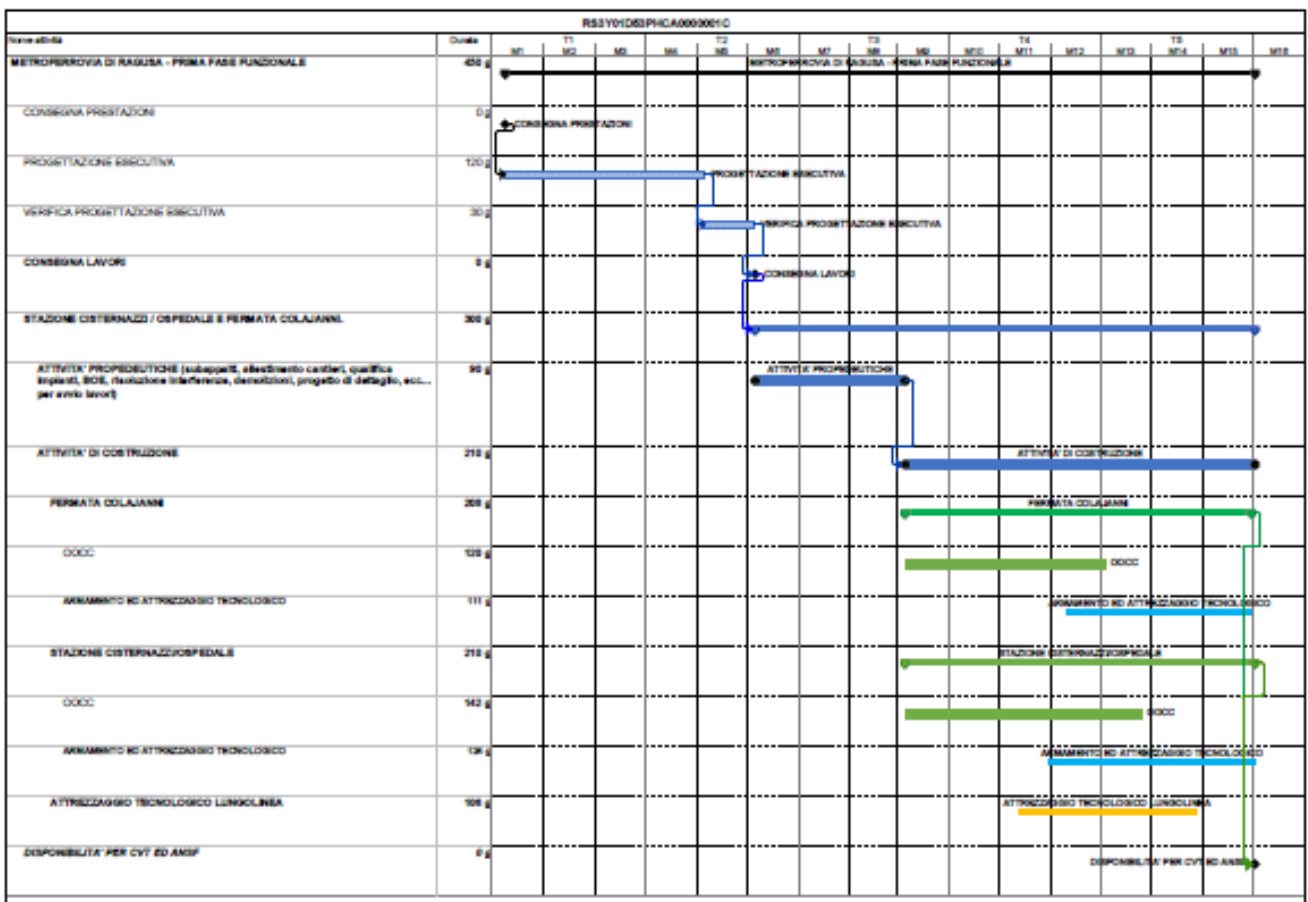 RS3Y01D53PHCA0000001C
Nome attività Durata T1 T2 T3 T4 T5
M1 M2 M3 M4 M5 M6 M7 M8 M9 M10 M11 M12 M13 M14 M15 M16
METROFERROVIA DI RAGUSA - PRIMA FASE FUNZIONALE 450 g METROFERROVIA DI RAGUSA - PRIMA FASE FUNZIONALE
CONSEGNA PRESTAZIONI 0 g CONSEGNA PRESTAZIONI
PROGETTAZIONE ESECUTIVA 120 g PROGETTAZIONE ESECUTIVA
VERIFICA PROGETTAZIONE ESECUTIVA 30 g VERIFICA PROGETTAZIONE ESECUTIVA
CONSEGNA LAVORI 0 g CONSEGNA LAVORI
STAZIONE CISTERNAZZI / OSPEDALE E FERMATA COLAJANNI. 300 g
ATTIVITA' PROPEDEUTICHE (subappalti, allestimento cantieri, qualifica
impianti, BOE, risoluzione interferenze, demolizioni, progetto di dettaglio, ecc...
per avvio lavori)
90 g ATTIVITA' PROPEDEUTICHE
ATTIVITA' DI COSTRUZIONE 210 g ATTIVITA' DI COSTRUZIONE
FERMATA COLAJANNI 208 g FERMATA COLAJANNI
OOCC 120 g OOCC
ARMAMENTO ED ATTREZZAGGIO TECNOLOGICO 111 g ARMAMENTO ED ATTREZZAGGIO TECNOLOGICO
STAZIONE CISTERNAZZI/OSPEDALE 210 g STAZIONE CISTERNAZZI/OSPEDALE
OOCC 142 g OOCC
ARMAMENTO ED ATTREZZAGGIO TECNOLOGICO g ARMAMENTO ED ATTREZZAGGIO TECNOLOGICO
ATTREZZAGGIO TECNOLOGICO LUNGOLINEA g ATTREZZAGGIO TECNOLOGICO LUNGOLINEA
DISPONIBILITA' PER CVT ED ANSF 0 g DISPONIBILITA' PER CVT ED ANSF